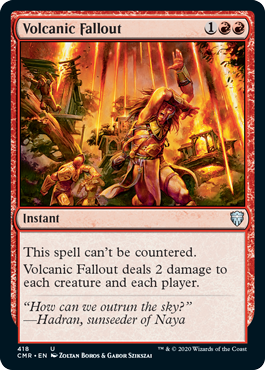 Volcanic Fallout 1
Instant
This spell can't be countered.
Volcanic Fallout deals 2 damage to
each creature and each player.
"How can we outrun the sky?"
—Hadran, sunseeder of Naya
418 U
CMR • EN Zoltan Boros & Gabor Szikszai
™ & © 2020 Wizards of the Coast